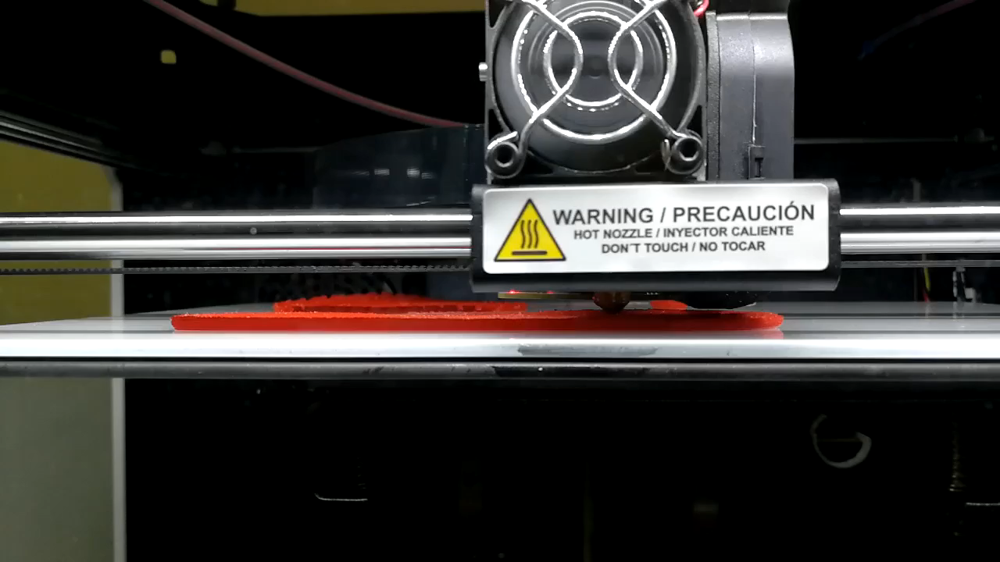 WARNING / PRECAUCIÓN
HOT NOZZLE / INYECTOR CALIENTE
DON´T TOUCH / NO TOCAR